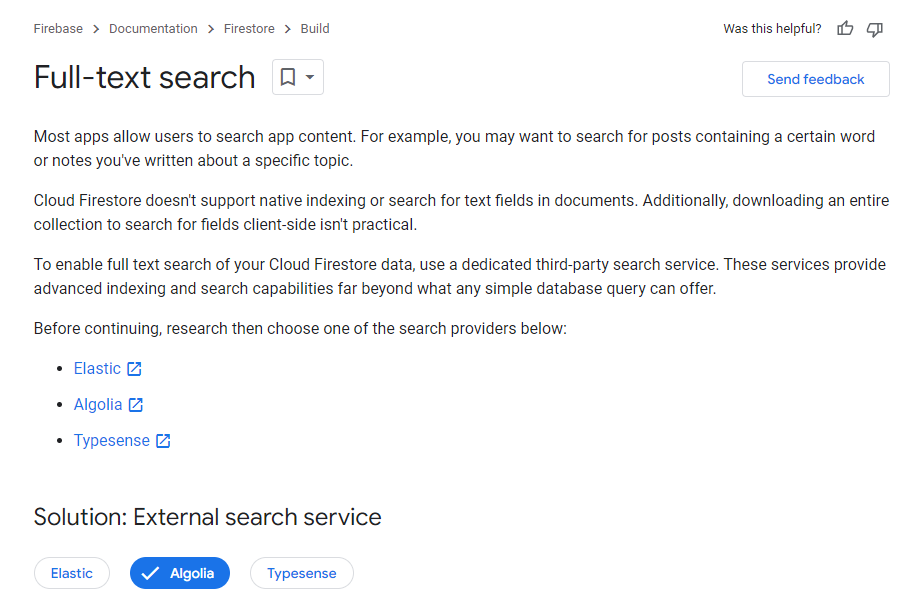 Firebase > Documentation > Firestore > Build
Was this helpful?
Full-text search
Send feedback
Most apps allow users to search app content. For example, you may want to search for posts containing a certain word
or notes you've written about a specific topic.
Cloud Firestore doesn't support native indexing or search for text fields in documents. Additionally, downloading an entire
collection to search for fields client-side isn't practical.
To enable full text search of your Cloud Firestore data, use a dedicated third-party search service. These services provide
advanced indexing and search capabilities far beyond what any simple database query can offer.
Before continuing, research then choose one of the search providers below:
• Elastic
• Algolia
• Typesense
Solution: External search service
Elastic
Algolia
Typesense